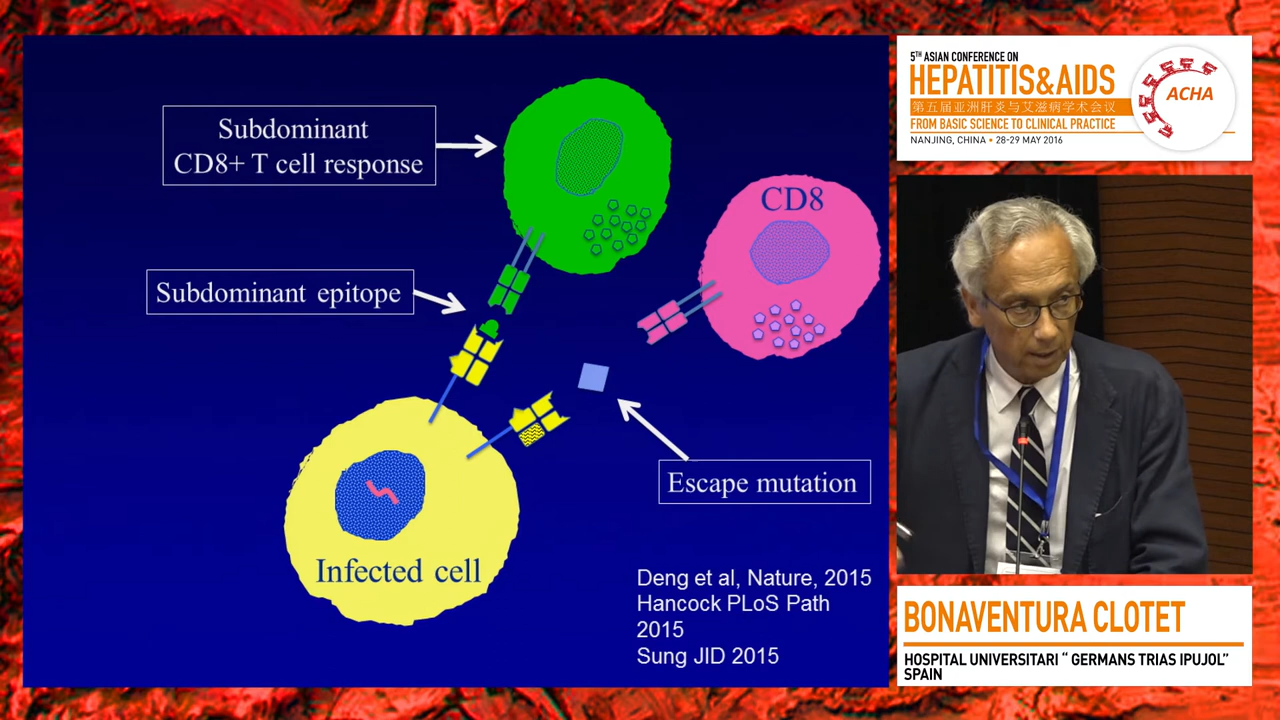 Subdominant
CD8+ T cell response
CD8
Subdominant epitope
Escape mutation
Infected cell
Deng et al, Nature, 2015
Hancock PLoS Path
2015
Sung JID 2015
5TH ASIAN CONFERENCE ON
HEPATITIS&AIDS
第五届亚洲肝炎与艾滋病学术会议
FROM BASIC SCIENCE TO CLINICAL PRACTICE
NANJING, CHINA • 28-29 MAY 2016
ACHA
BONAVENTURA CLOTET
HOSPITAL UNIVERSITARI “ GERMANS TRIAS IPUJOL”
SPAIN